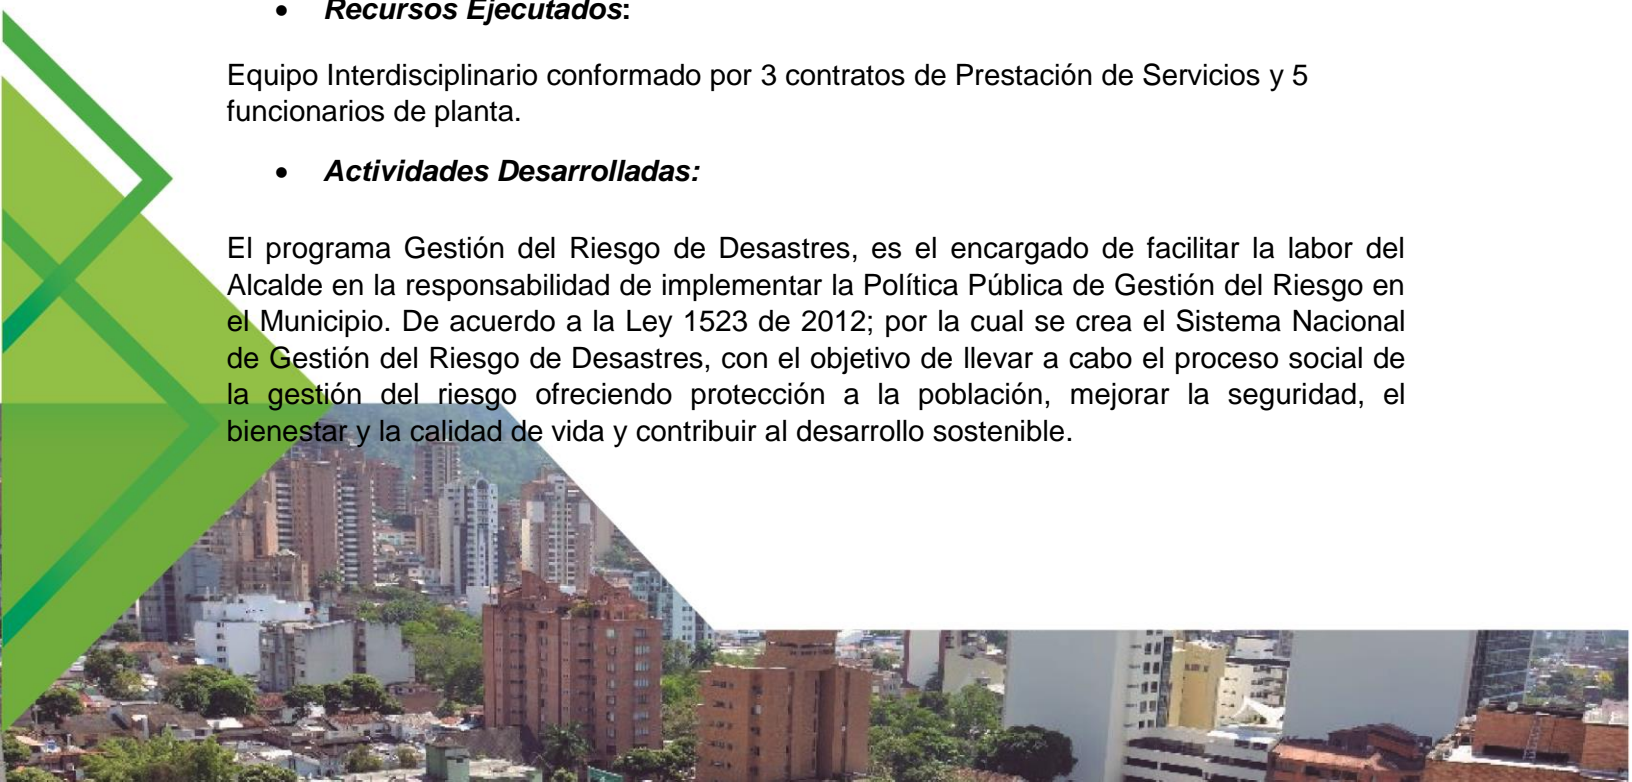 • Recursos Ejecutados:
Equipo Interdisciplinario conformado por 3 contratos de Prestación de Servicios y 5
funcionarios de planta.
• Actividades Desarrolladas:
El programa Gestión del Riesgo de Desastres, es el encargado de facilitar la labor del
Alcalde en la responsabilidad de implementar la Política Pública de Gestión del Riesgo en
el Municipio. De acuerdo a la Ley 1523 de 2012; por la cual se crea el Sistema Nacional
de Gestión del Riesgo de Desastres, con el objetivo de llevar a cabo el proceso social de
la gestión del riesgo ofreciendo protección a la población, mejorar la seguridad, el
bienestar y la calidad de vida y contribuir al desarrollo sostenible.